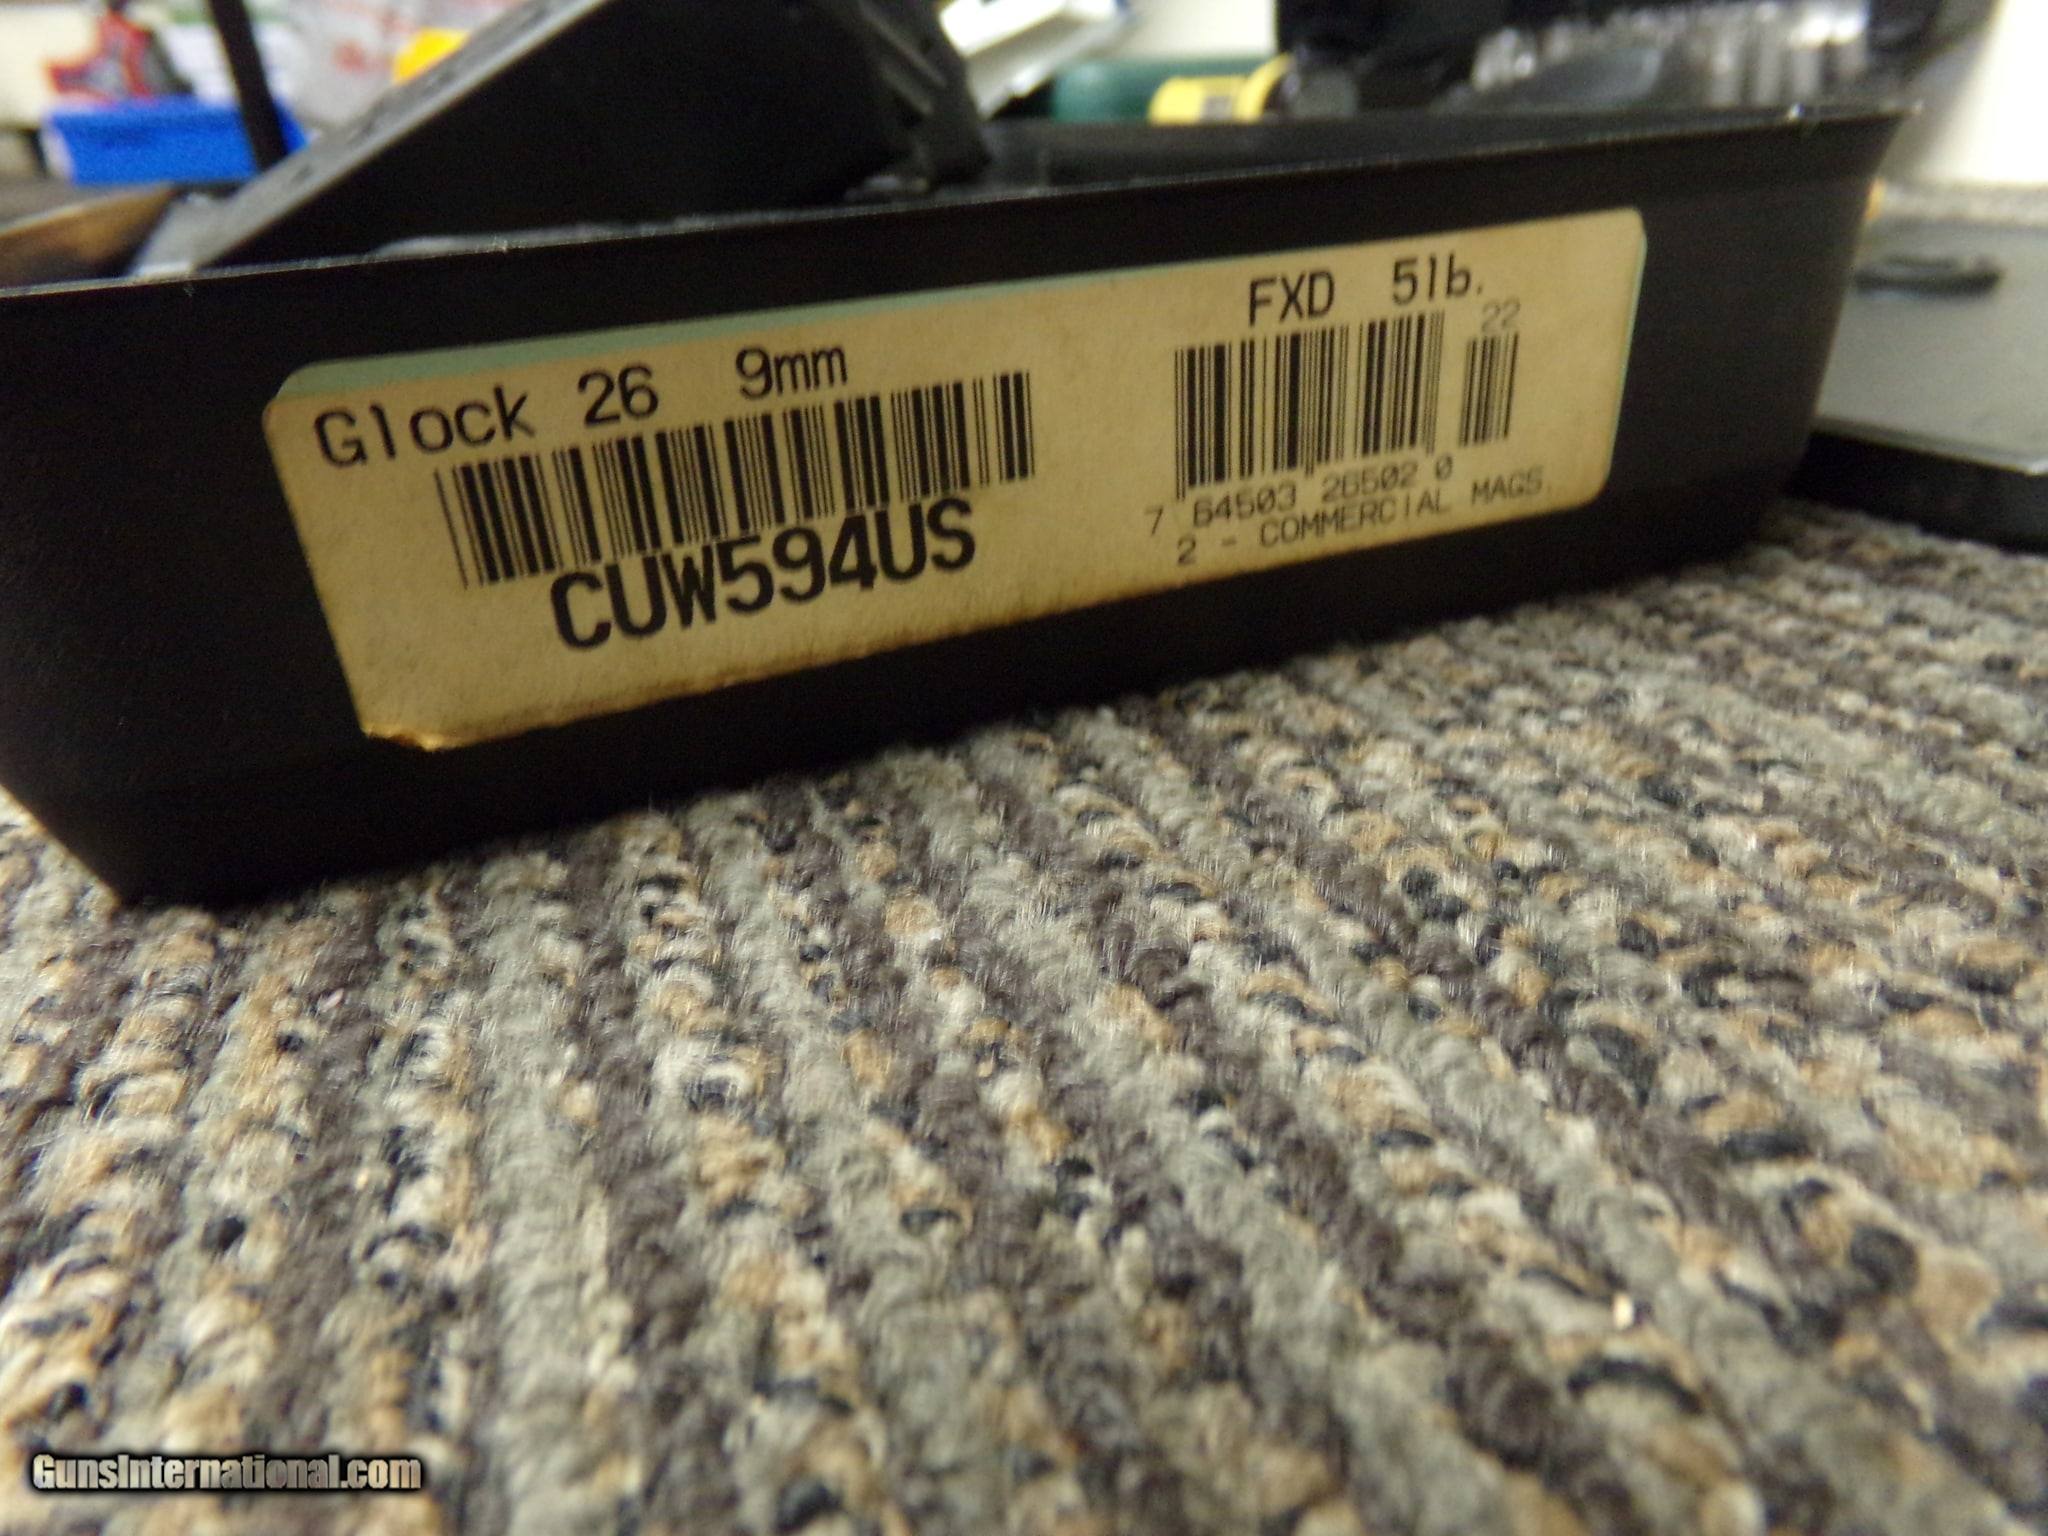 Glock 26 9mm
CUW594US
FXD 5lb.
22
7 64503 26502 0
2 - COMMERCIAL MAGS.
GunsInternational.com